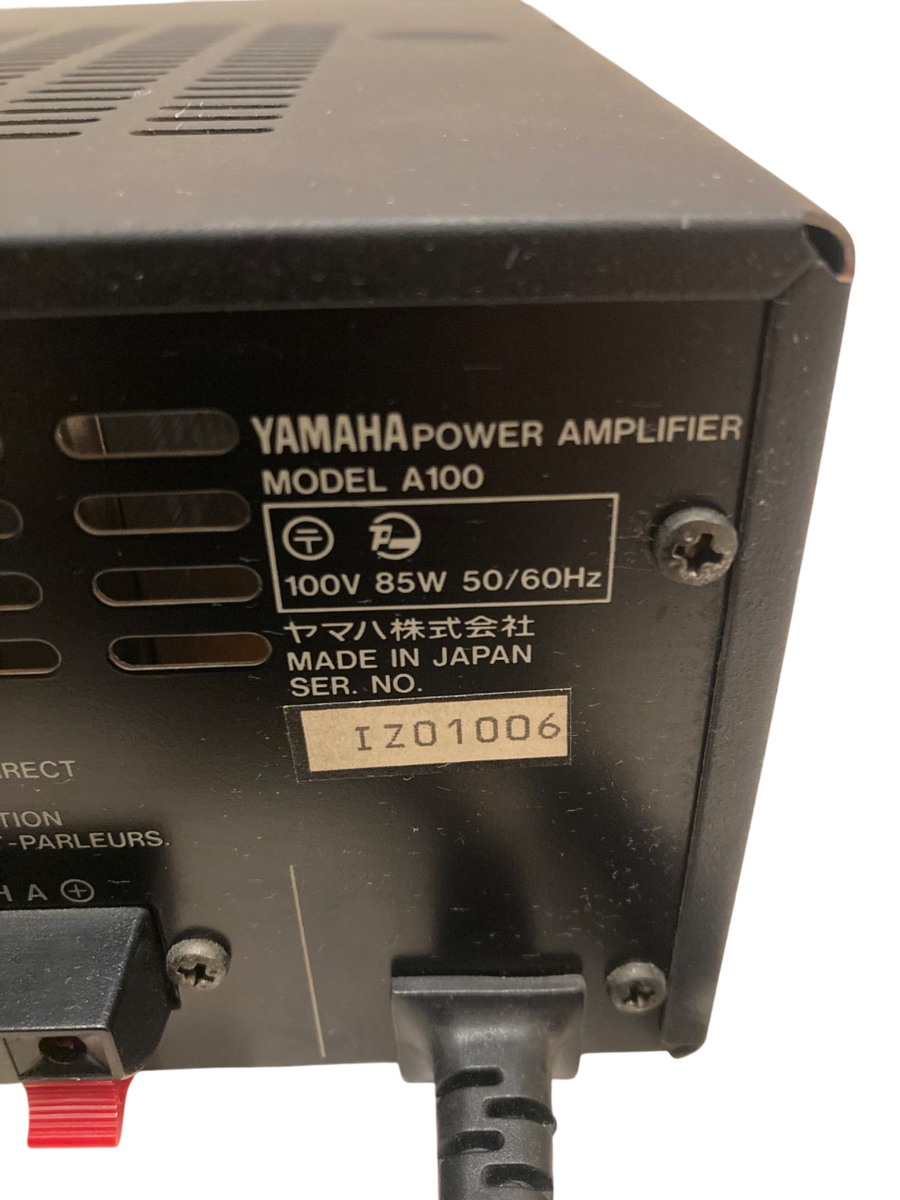 YAMAHA POWER AMPLIFIER
MODEL A100
100V 85W 50/60Hz
ヤマハ株式会社
MADE IN JAPAN
SER. NO.
IZ01006
RECT
TION
-PARLEURS.
H A ⊕